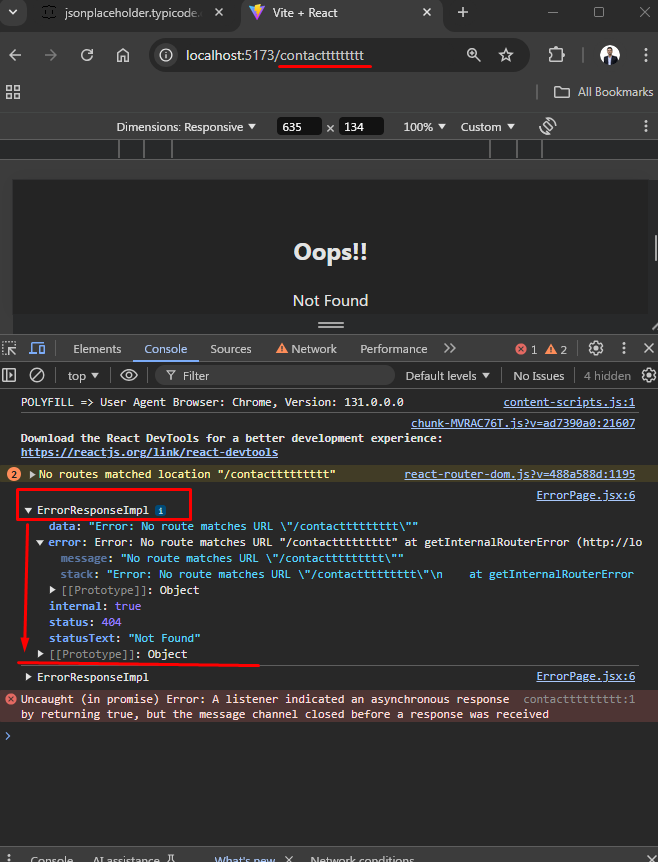 jsonplaceholder.typicode.
Vite + React
localhost:5173/contacttttttttt
All Bookmarks
Dimensions: Responsive 635 x 134 100% Custom
Oops!!
Not Found
Elements Console Sources Network Performance 1 2
top Filter Default levels No Issues 4 hidden
POLYFILL => User Agent Browser: Chrome, Version: 131.0.0.0 content-scripts.js:1
chunk-MVRAC76T.js?v=ad7390a0:21607
Download the React DevTools for a better development experience:
https://reactjs.org/link/react-devtools
2 No routes matched location "/contacttttttttt" react-router-dom.js?v=488a588d:1195
ErrorPage.jsx:6
ErrorResponseImpl i
data: "Error: No route matches URL \"/contacttttttttt\""
error: Error: No route matches URL "/contacttttttttt" at getInternalRouterError (http://lo
message: "No route matches URL \"/contacttttttttt\""
stack: "Error: No route matches URL \"/contacttttttttt\"\n at getInternalRouterError
[[Prototype]]: Object
internal: true
status: 404
statusText: "Not Found"
[[Prototype]]: Object
ErrorResponseImpl ErrorPage.jsx:6
Uncaught (in promise) Error: A listener indicated an asynchronous response contacttttttttt:1
by returning true, but the message channel closed before a response was received
Console AI assistance What's new Network conditions